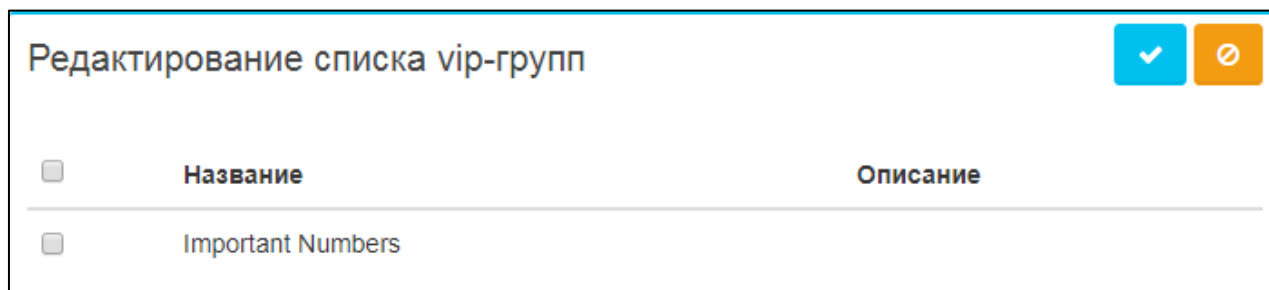 Редактирование списка vip-групп
Название Описание
Important Numbers